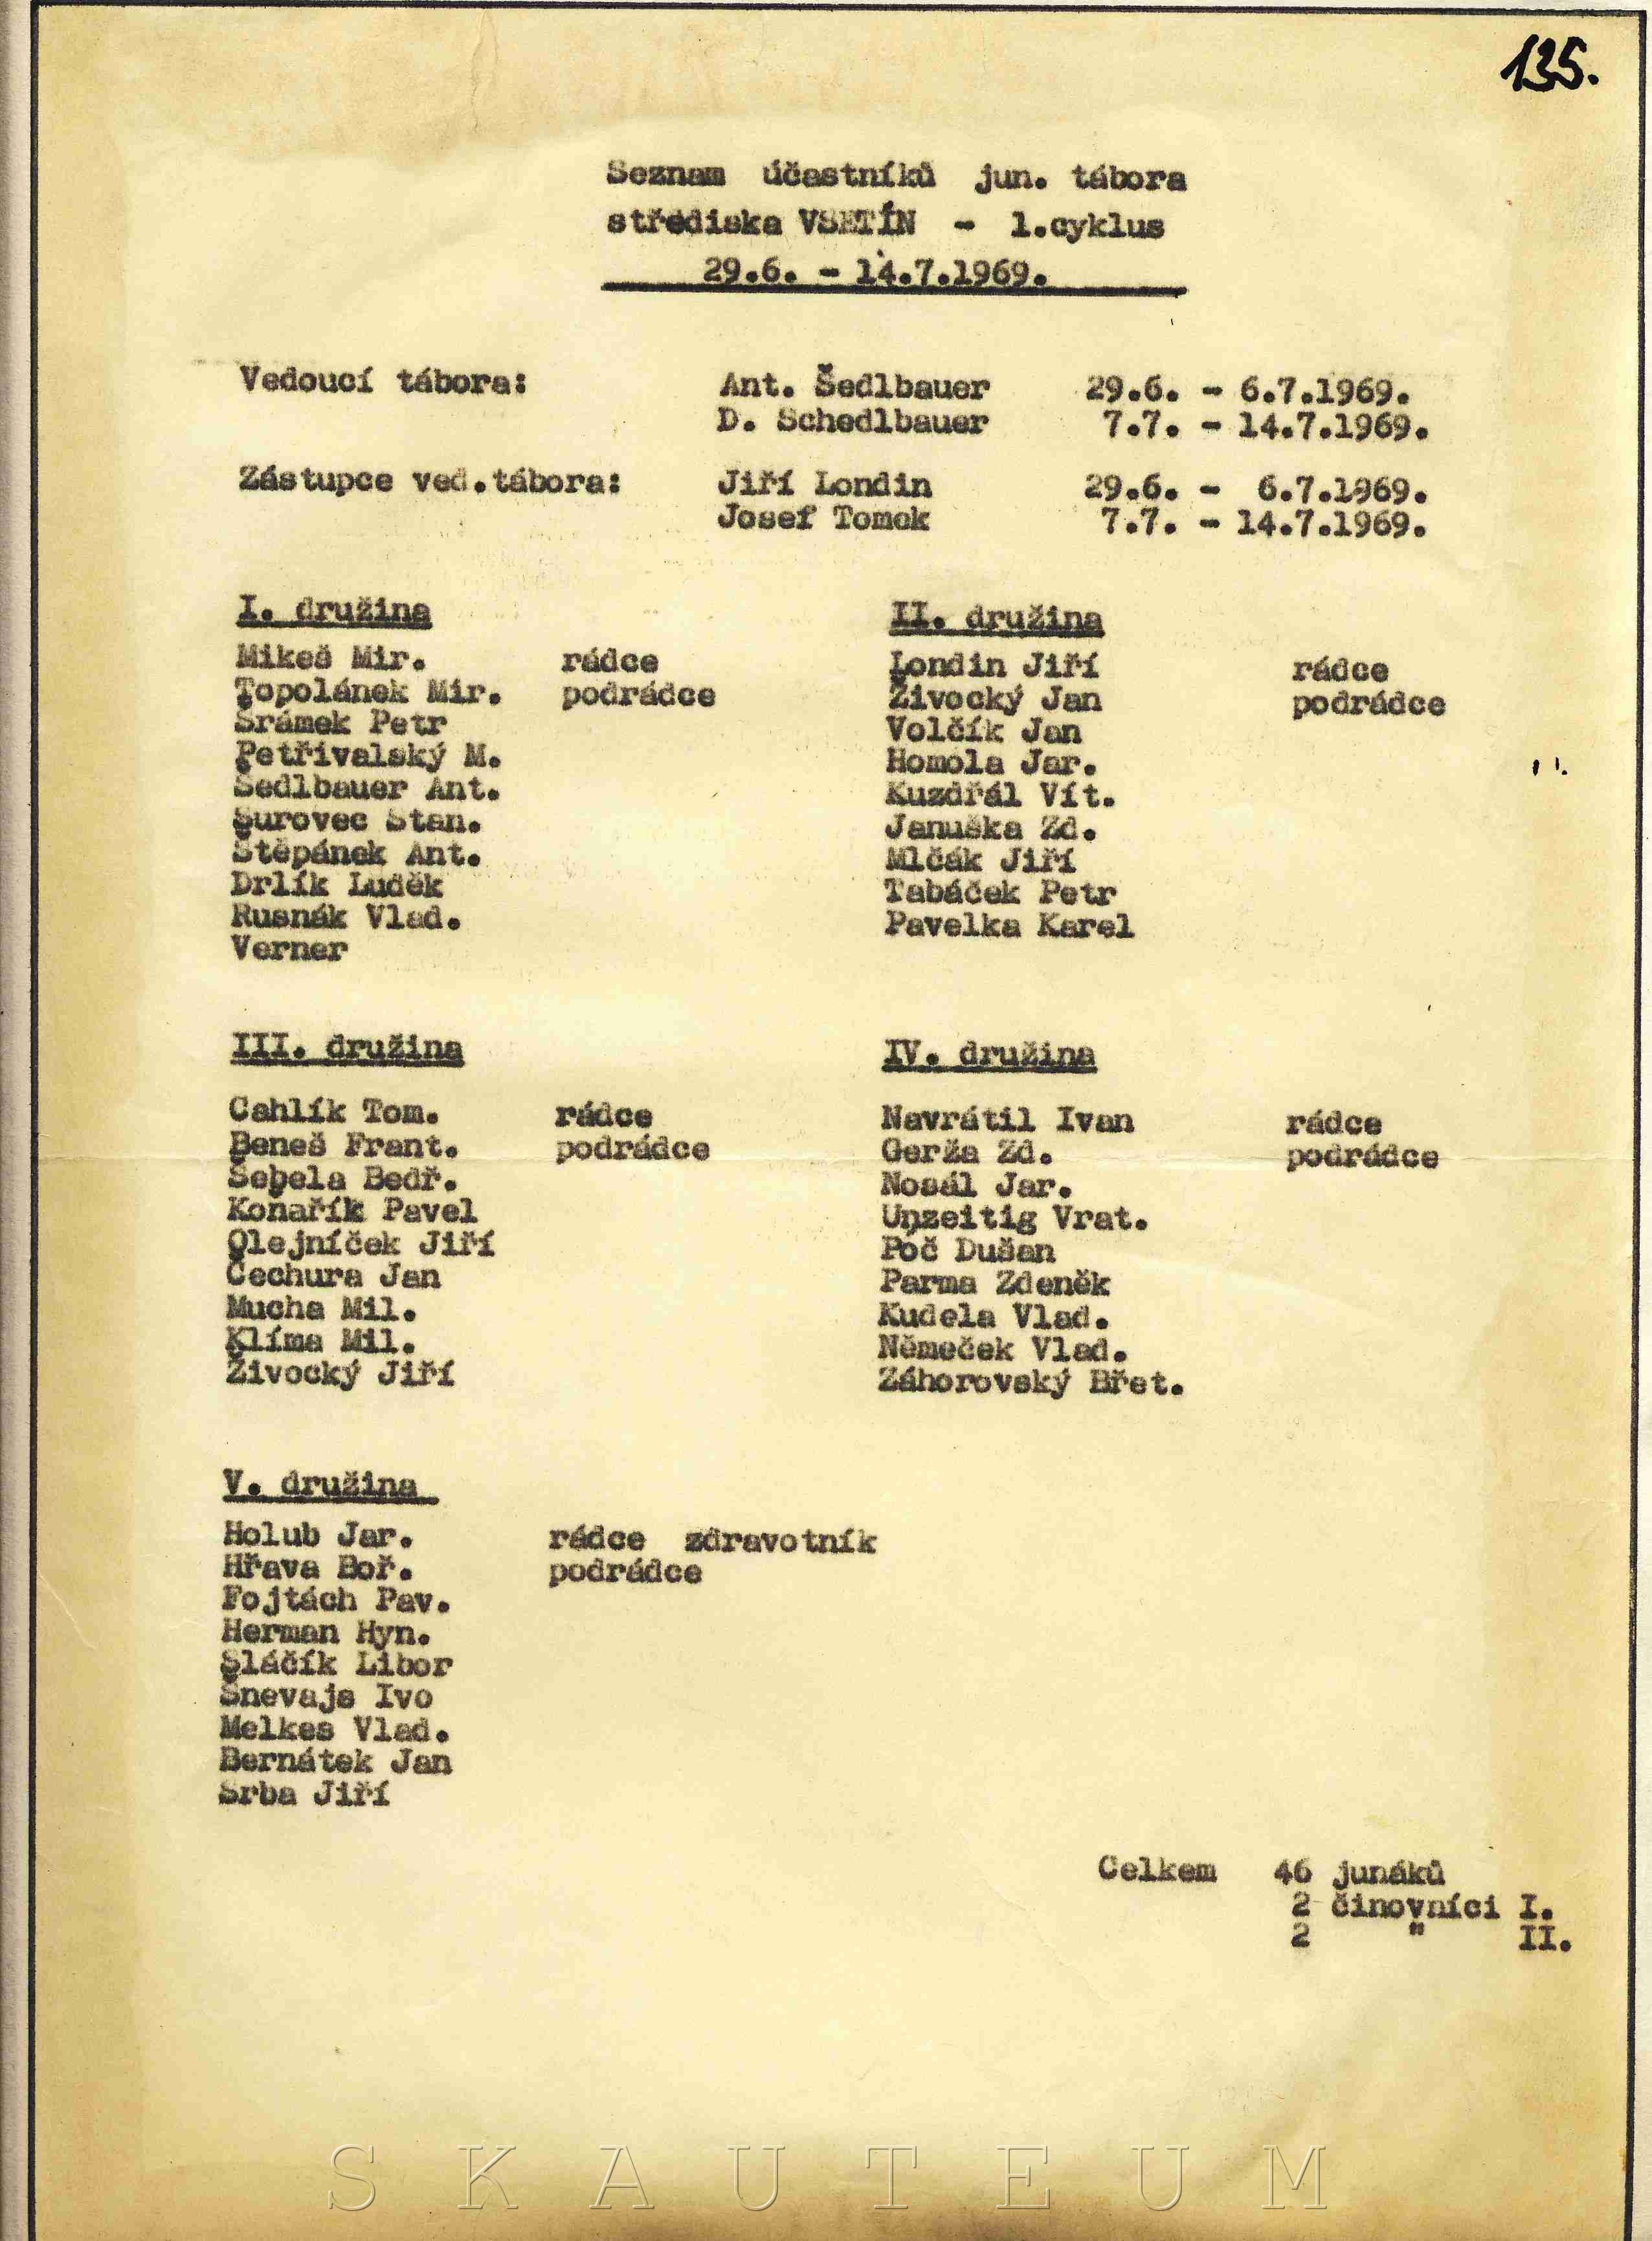 135.
Seznam účastníků jun. tábora
střediska VSETÍN - 1.cyklus
29.6. - 14.7.1969.
Vedoucí tábora: Ant. Šedlbauer 29.6. - 6.7.1969.
D. Schedlbauer 7.7. - 14.7.1969.
Zástupce ved.tábora: Jiří Londin 29.6. - 6.7.1969.
Josef Tomek 7.7. - 14.7.1969.
I. družina
Mikeš Mir. rádce
Topolánek Mir. podrádce
Šrámek Petr
Petřivalský M.
Šedlbauer Ant.
Surovec Stan.
Štěpánek Ant.
Drlík Luděk
Rusnák Vlad.
Verner
II. družina
Londin Jiří rádce
Živocký Jan podrádce
Volčík Jan
Homola Jar.
Kuzdřál Vít.
Januška Zd.
Mlčák Jiří
Tabáček Petr
Pavelka Karel
III. družina
Cahlík Tom. rádce
Beneš Frant. podrádce
Šebela Bedř.
Koňařík Pavel
Olejníček Jiří
Čechura Jan
Mucha Mil.
Klíma Mil.
Živocký Jiří
IV. družina
Navrátil Ivan rádce
Gerža Zd. podrádce
Nosál Jar.
Unzeitig Vrat.
Póč Dušan
Parma Zdeněk
Kudela Vlad.
Němeček Vlad.
Záhorovský Břet.
V. družina
Holub Jar. rádce zdravotník
Hřava Boř. podrádce
Fojtách Pav.
Herman Hyn.
Sláčík Libor
Šnevajs Ivo
Melkes Vlad.
Bernátek Jan
Srba Jiří
Celkem 46 junáků
2 činovníci I.
2 " II.
SKAUTEUM